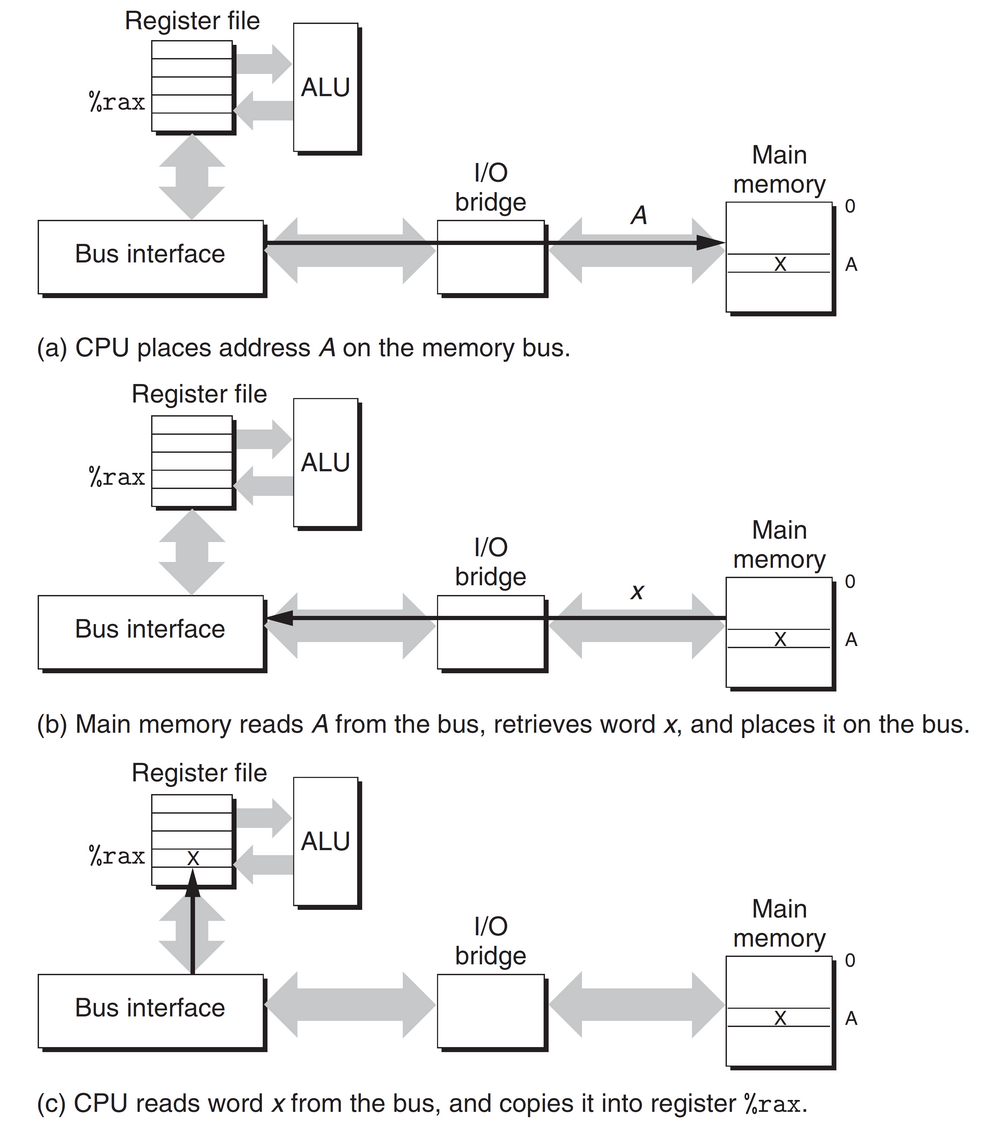 Register file
ALU
%rax
I/O
bridge
A
Main
memory
0
Bus interface
X
A
(a) CPU places address A on the memory bus.
Register file
ALU
%rax
I/O
bridge
x
Main
memory
0
Bus interface
X
A
(b) Main memory reads A from the bus, retrieves word x, and places it on the bus.
Register file
ALU
%rax
X
I/O
bridge
Main
memory
0
Bus interface
X
A
(c) CPU reads word x from the bus, and copies it into register %rax.